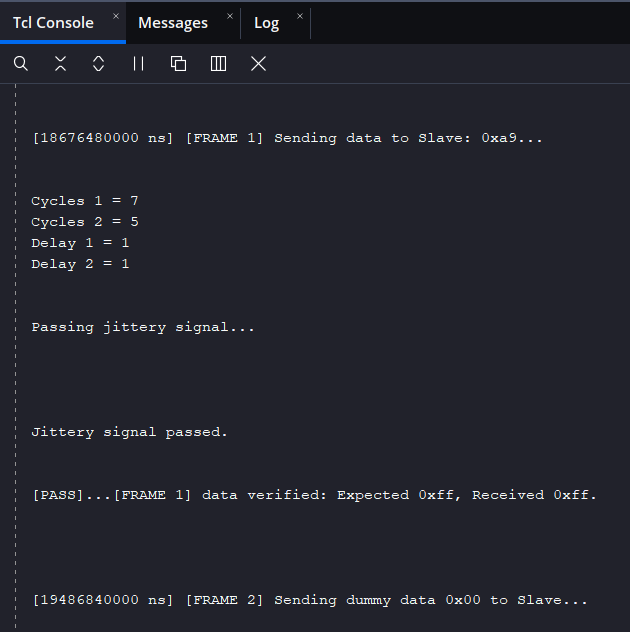 Tcl Console × Messages × Log ×
[18676480000 ns] [FRAME 1] Sending data to Slave: 0xa9...
Cycles 1 = 7
Cycles 2 = 5
Delay 1 = 1
Delay 2 = 1
Passing jittery signal...
Jittery signal passed.
[PASS]...[FRAME 1] data verified: Expected 0xff, Received 0xff.
[19486840000 ns] [FRAME 2] Sending dummy data 0x00 to Slave...